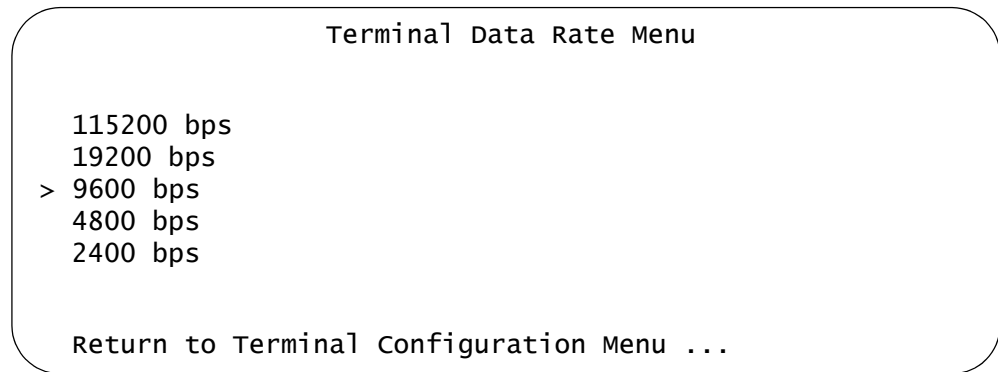 Terminal Data Rate Menu
115200 bps
19200 bps
> 9600 bps
4800 bps
2400 bps
Return to Terminal Configuration Menu ...